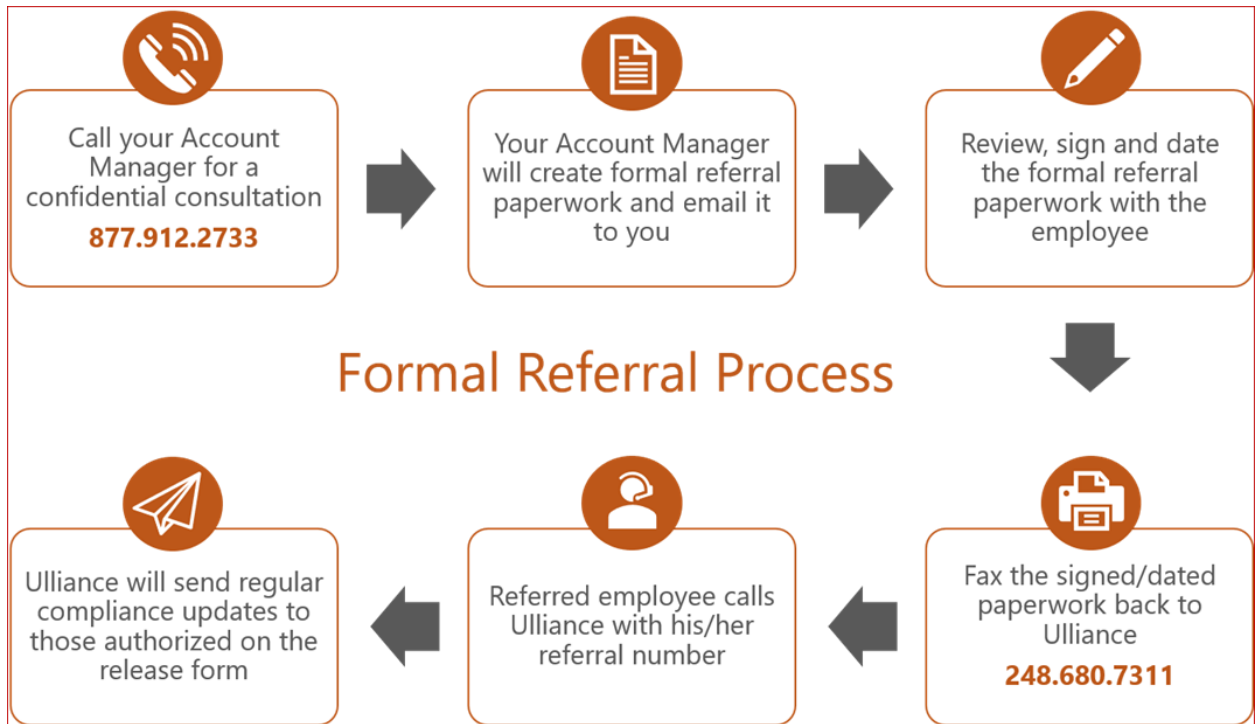 Call your Account
Manager for a
confidential consultation
877.912.2733
Your Account Manager
will create formal referral
paperwork and email it
to you
Review, sign and date
the formal referral
paperwork with the
employee
Formal Referral Process
Ulliance will send regular
compliance updates to
those authorized on the
release form
Referred employee calls
Ulliance with his/her
referral number
Fax the signed/dated
paperwork back to
Ulliance
248.680.7311